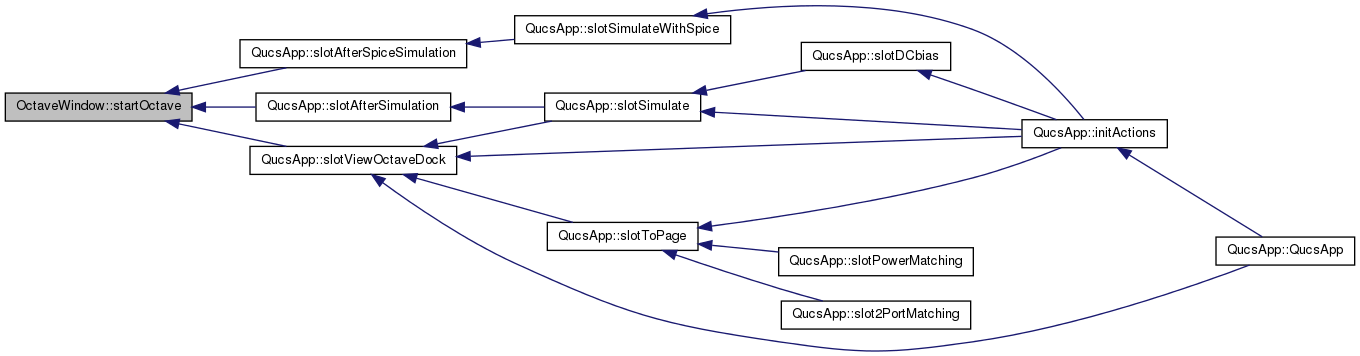 OctaveWindow::startOctave
QucsApp::slotAfterSpiceSimulation
QucsApp::slotSimulateWithSpice
QucsApp::slotAfterSimulation
QucsApp::slotSimulate
QucsApp::slotDCbias
QucsApp::initActions
QucsApp::slotViewOctaveDock
QucsApp::slotToPage
QucsApp::slotPowerMatching
QucsApp::slot2PortMatching
QucsApp::QucsApp